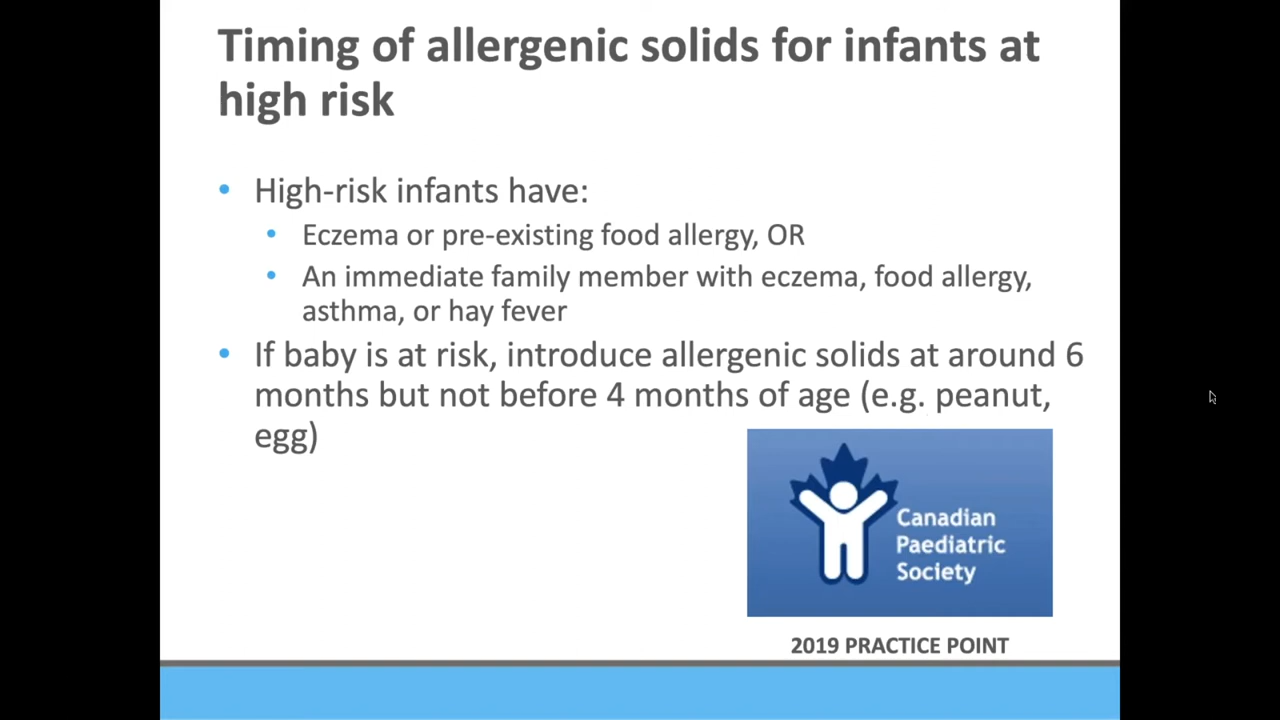 Timing of allergenic solids for infants at
high risk
• High-risk infants have:
• Eczema or pre-existing food allergy, OR
• An immediate family member with eczema, food allergy,
asthma, or hay fever
• If baby is at risk, introduce allergenic solids at around 6
months but not before 4 months of age (e.g. peanut,
egg)
Canadian
Paediatric
Society
2019 PRACTICE POINT